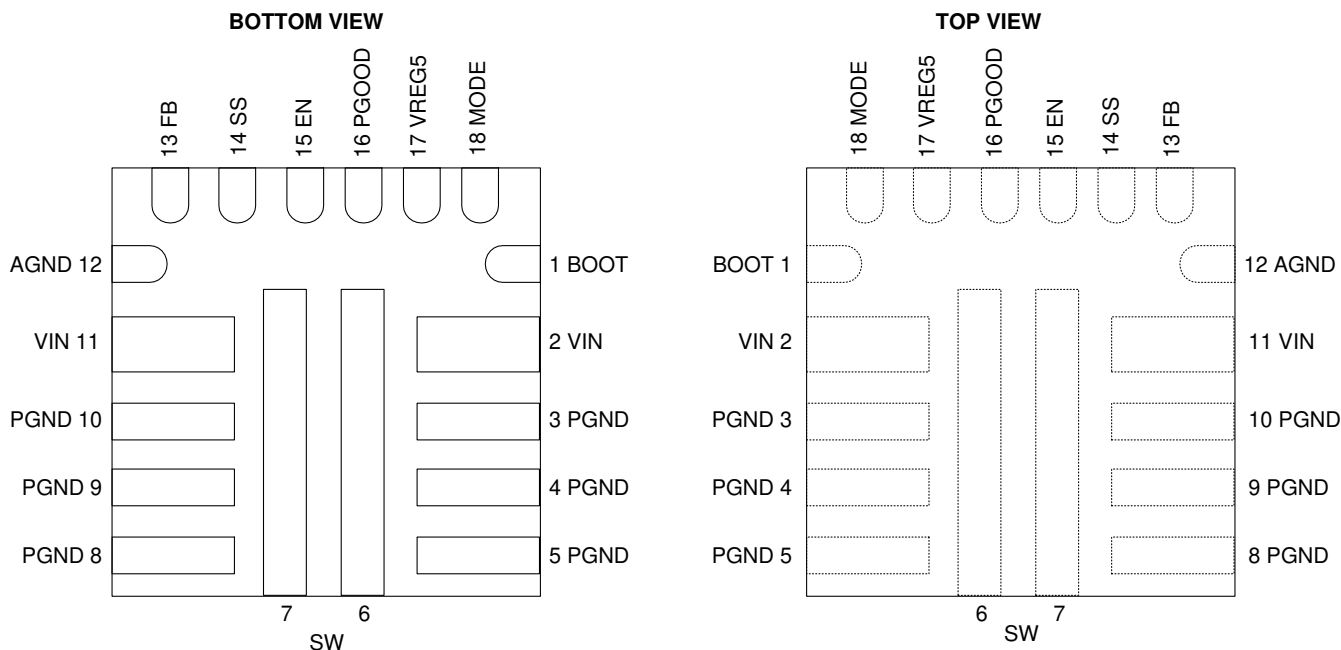 BOTTOM VIEW
13 FB
14 SS
15 EN
16 PGOOD
17 VREG5
18 MODE
AGND 12
1 BOOT
VIN 11
2 VIN
PGND 10
3 PGND
PGND 9
4 PGND
PGND 8
5 PGND
7
6
SW
TOP VIEW
18 MODE
17 VREG5
16 PGOOD
15 EN
14 SS
13 FB
BOOT 1
12 AGND
VIN 2
11 VIN
PGND 3
10 PGND
PGND 4
9 PGND
PGND 5
8 PGND
6
7
SW